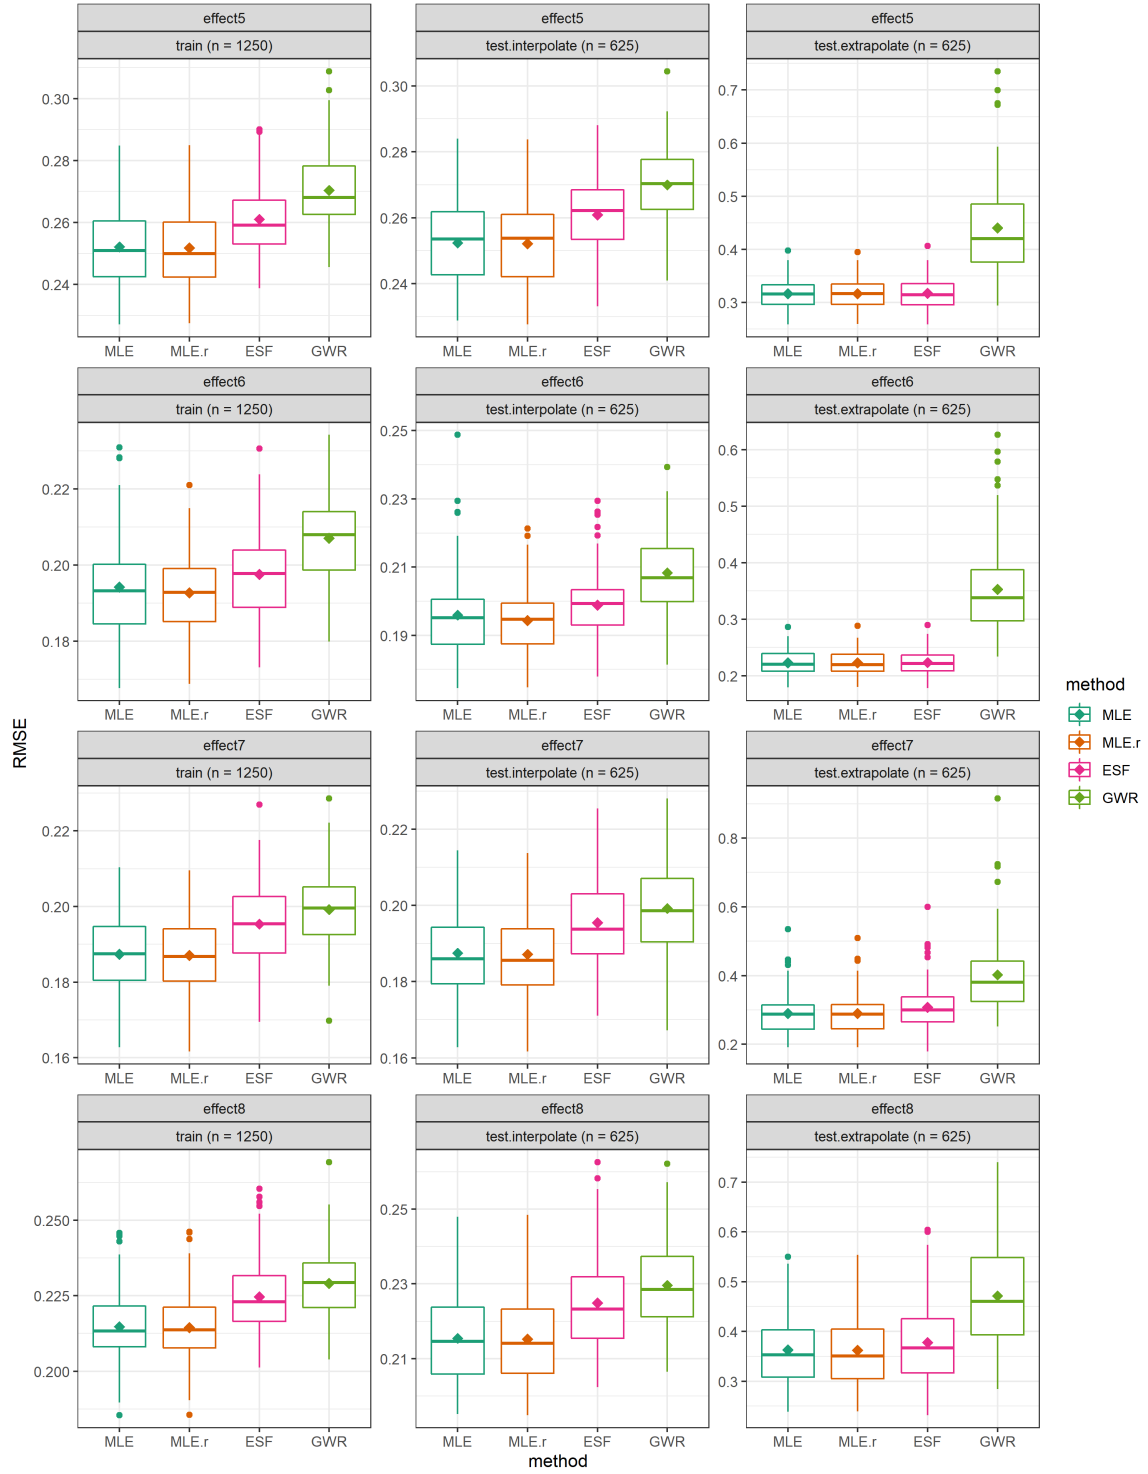 effect5
train (n = 1250)
0.30
0.28
0.26
0.24
MLE MLE.r ESF GWR
effect5
test.interpolate (n = 625)
0.30
0.28
0.26
0.24
MLE MLE.r ESF GWR
effect5
test.extrapolate (n = 625)
0.7
0.6
0.5
0.4
0.3
MLE MLE.r ESF GWR
effect6
train (n = 1250)
0.22
0.20
0.18
MLE MLE.r ESF GWR
effect6
test.interpolate (n = 625)
0.25
0.23
0.21
0.19
MLE MLE.r ESF GWR
effect6
test.extrapolate (n = 625)
0.6
0.5
0.4
0.3
0.2
MLE MLE.r ESF GWR
effect7
train (n = 1250)
0.22
0.20
0.18
0.16
MLE MLE.r ESF GWR
effect7
test.interpolate (n = 625)
0.22
0.20
0.18
0.16
MLE MLE.r ESF GWR
effect7
test.extrapolate (n = 625)
0.8
0.6
0.4
0.2
MLE MLE.r ESF GWR
effect8
train (n = 1250)
0.250
0.225
0.200
MLE MLE.r ESF GWR
effect8
test.interpolate (n = 625)
0.25
0.23
0.21
MLE MLE.r ESF GWR
effect8
test.extrapolate (n = 625)
0.7
0.6
0.5
0.4
0.3
MLE MLE.r ESF GWR
RMSE
method
method
MLE
MLE.r
ESF
GWR